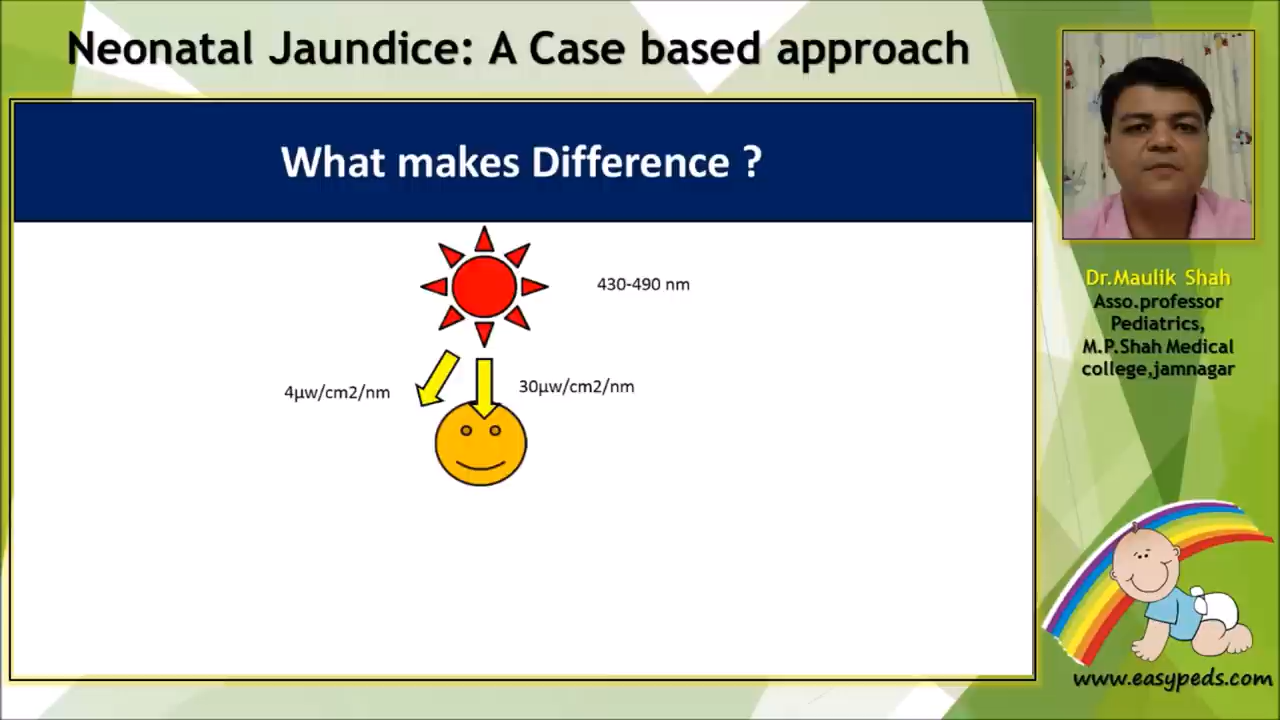 Neonatal Jaundice: A Case based approach
What makes Difference ?
430-490 nm
4µw/cm2/nm
30µw/cm2/nm
Dr.Maulik Shah
Asso.professor
Pediatrics,
M.P.Shah Medical
college,jamnagar
www.easypeds.com